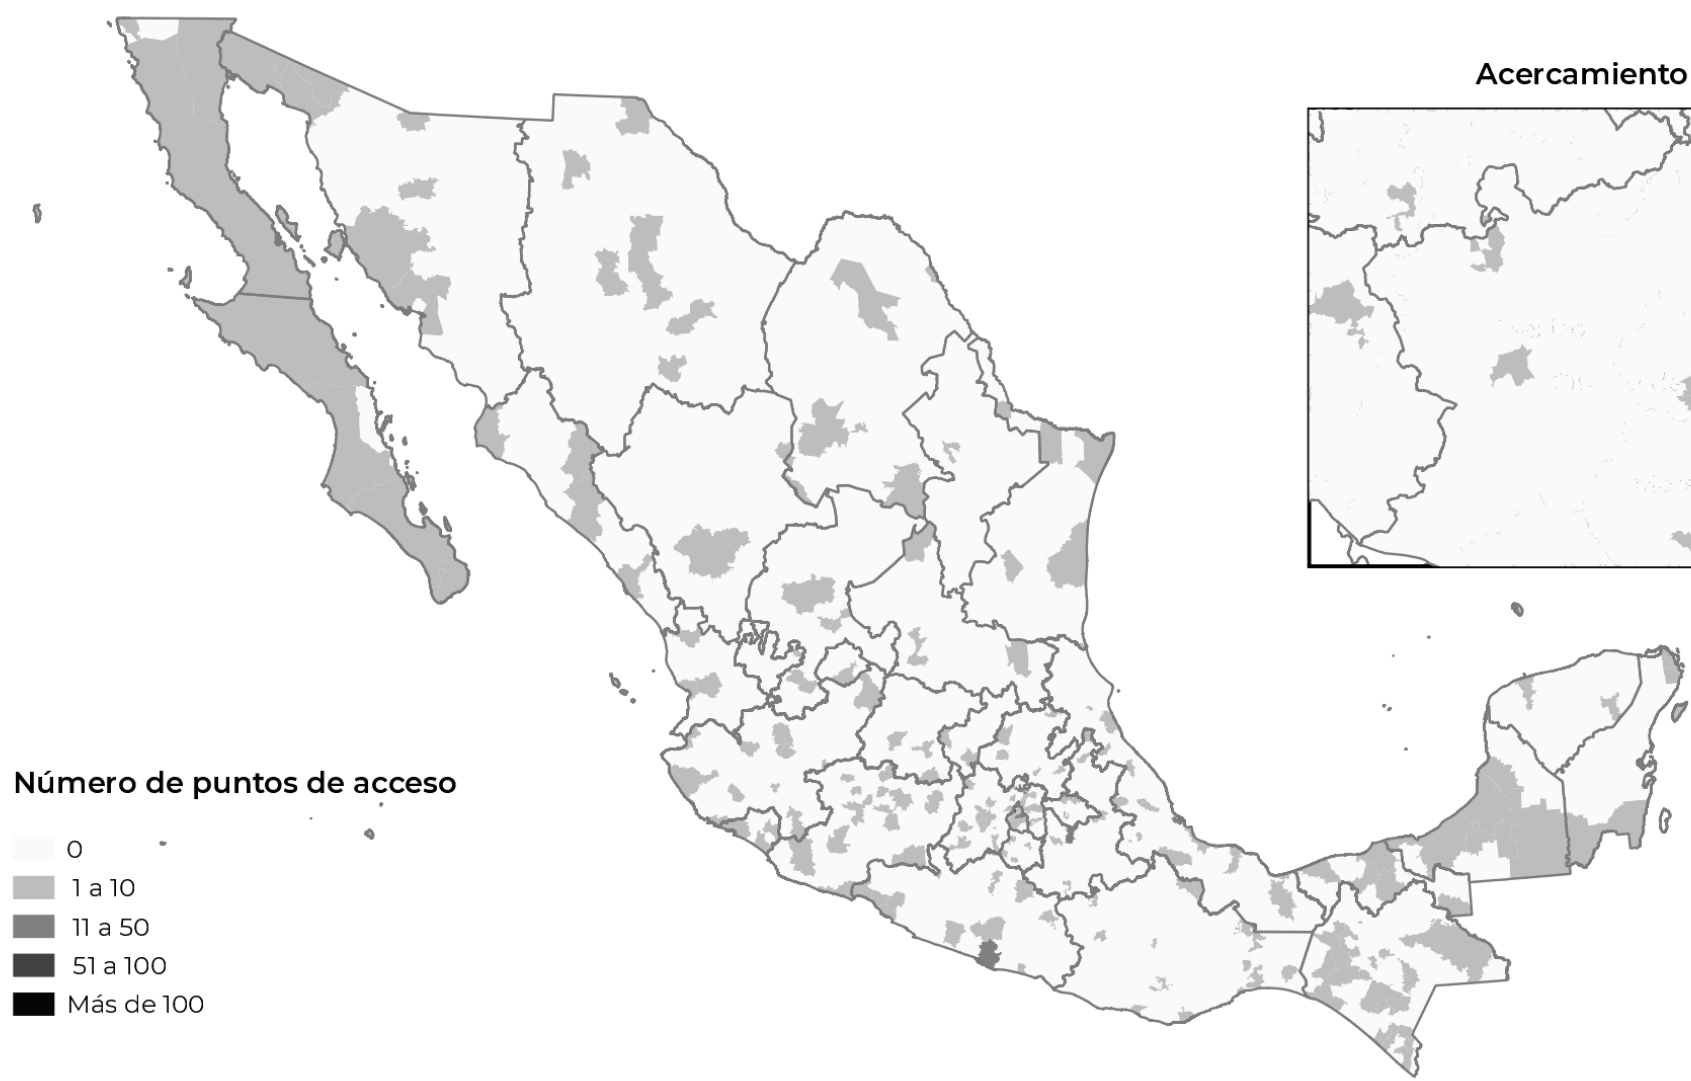 Acercamiento
Número de puntos de acceso
0
1 a 10
11 a 50
51 a 100
Más de 100